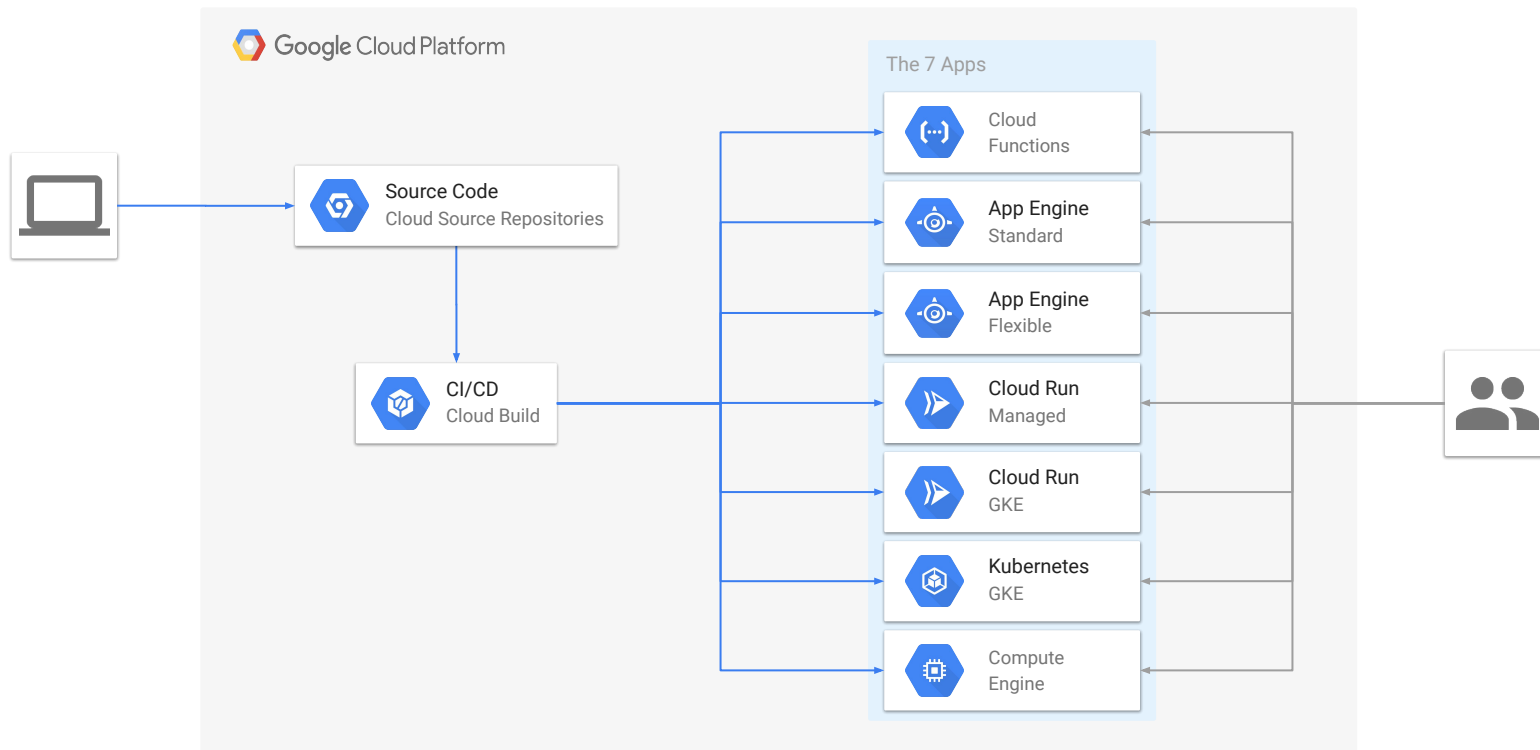 Google Cloud Platform
The 7 Apps
Cloud
Functions
Source Code
Cloud Source Repositories
App Engine
Standard
App Engine
Flexible
CI/CD
Cloud Build
Cloud Run
Managed
Cloud Run
GKE
Kubernetes
GKE
Compute
Engine